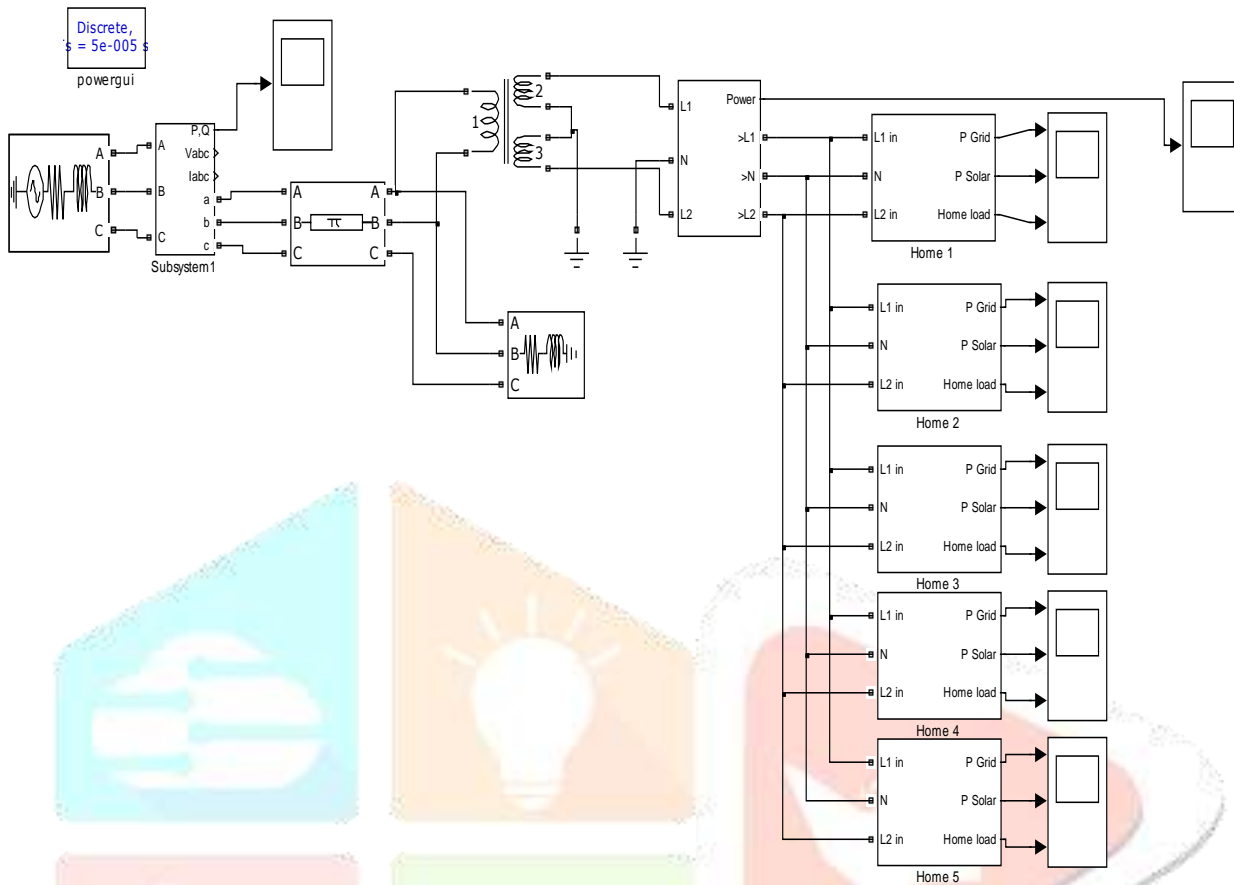 Discrete,
s = 5e-005 s
powergui
A
B
C
A
B
C
P,Q
Vabc
Iabc
a
b
c
Subsystem1
A
B
C
π
A
B
C
1
2
3
A
B
C
L1
N
L2
Power
>L1
>N
>L2
L1 in
N
L2 in
P Grid
P Solar
Home load
Home 1
L1 in
N
L2 in
P Grid
P Solar
Home load
Home 2
L1 in
N
L2 in
P Grid
P Solar
Home load
Home 3
L1 in
N
L2 in
P Grid
P Solar
Home load
Home 4
L1 in
N
L2 in
P Grid
P Solar
Home load
Home 5